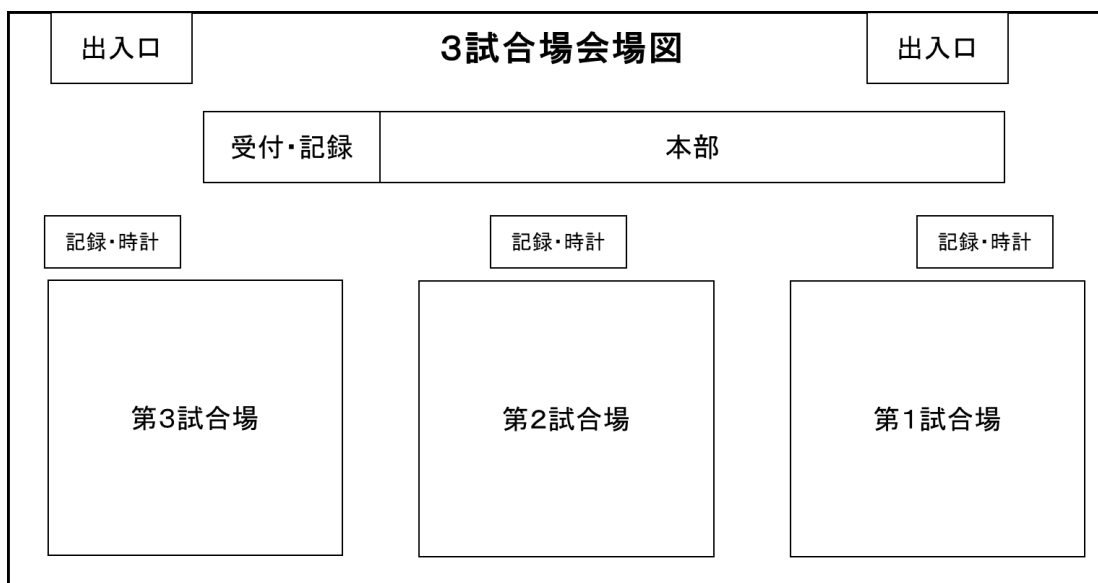 出入口
3試合場会場図
出入口
受付・記録
本部
記録・時計
記録・時計
記録・時計
第3試合場
第2試合場
第1試合場